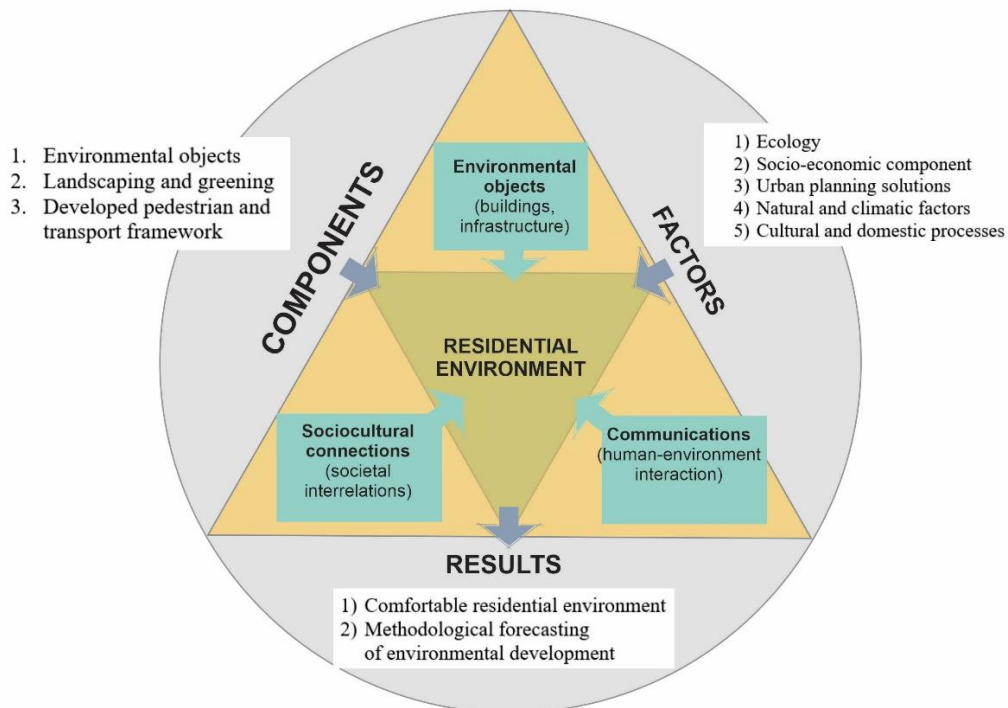 1. Environmental objects
2. Landscaping and greening
3. Developed pedestrian and
transport framework
COMPONENTS
1) Ecology
2) Socio-economic component
3) Urban planning solutions
4) Natural and climatic factors
5) Cultural and domestic processes
FACTORS
Environmental
objects
(buildings,
infrastructure)
RESIDENTIAL
ENVIRONMENT
Sociocultural
connections
(societal
interrelations)
Communications
(human-environment
interaction)
RESULTS
1) Comfortable residential environment
2) Methodological forecasting
of environmental development